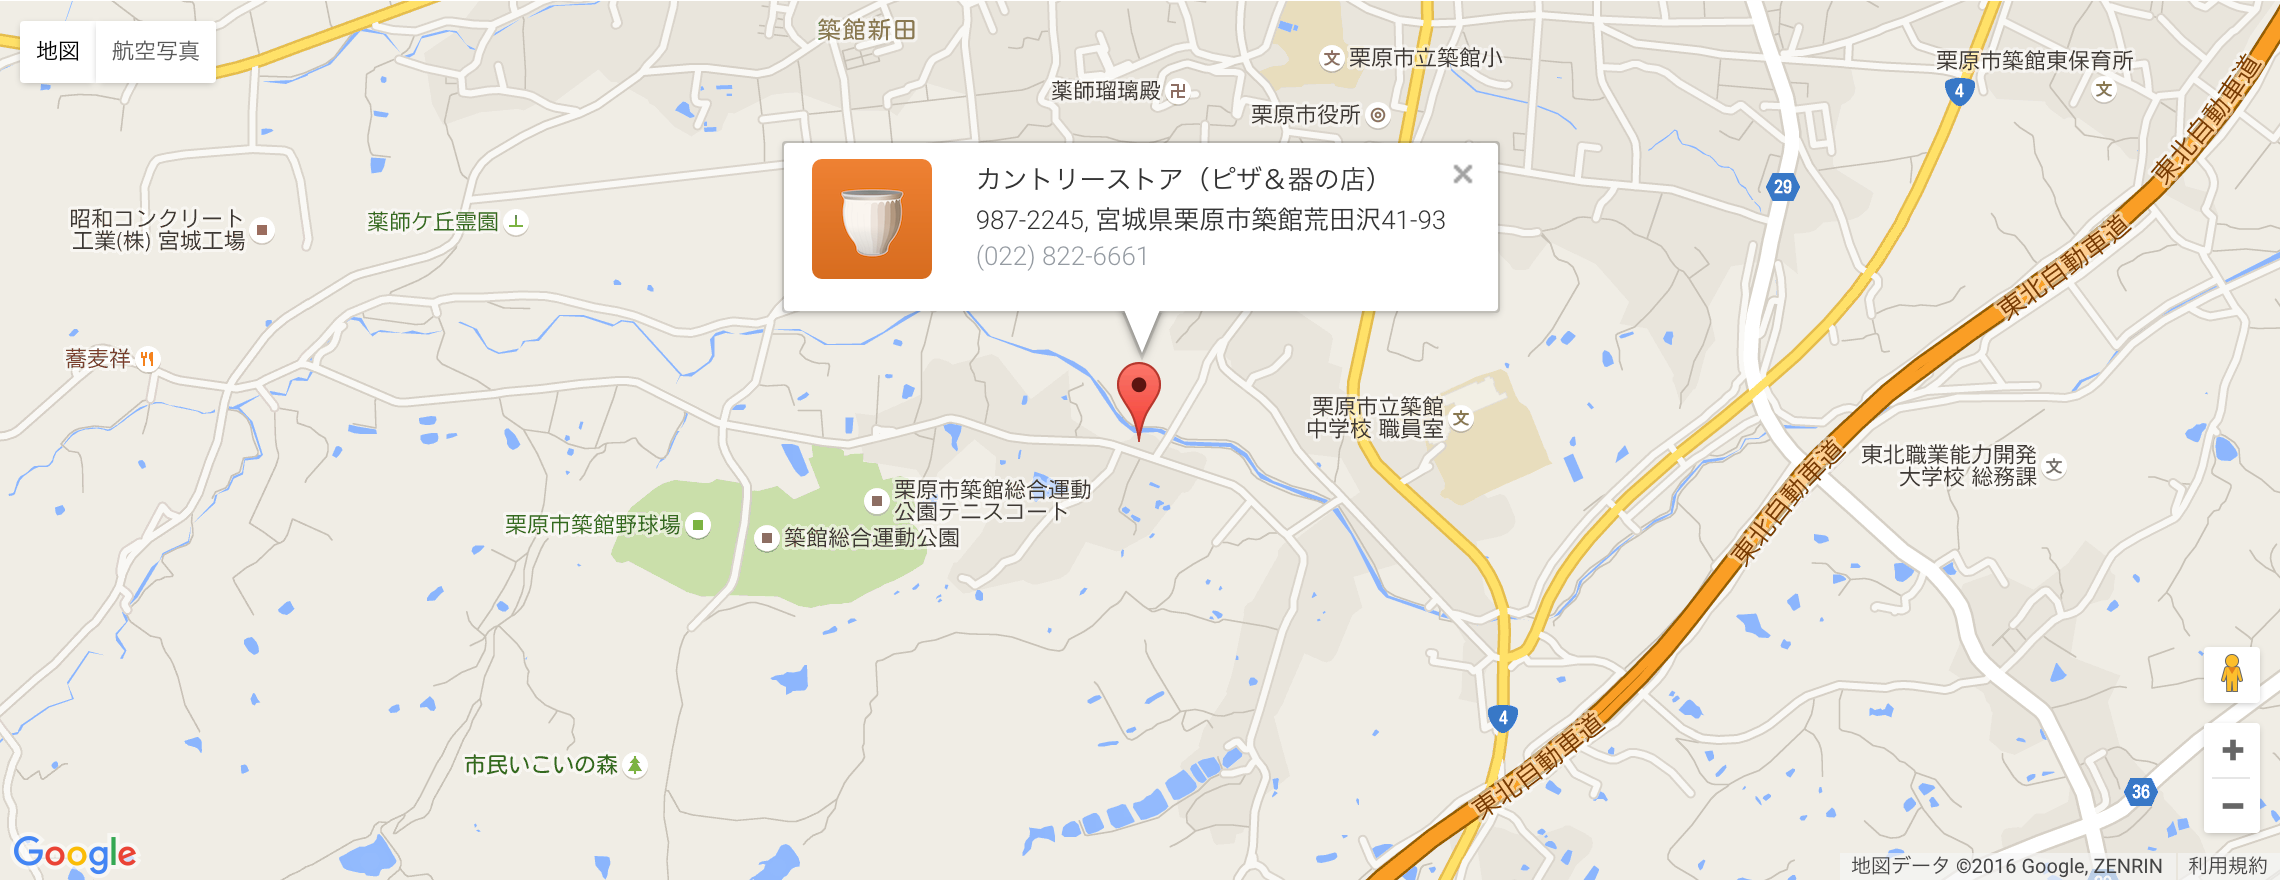 地図
航空写真
築館新田
栗原市立築館小
薬師瑠璃殿
栗原市役所
栗原市築館東保育所
4
29
東北自動車道
カントリーストア（ピザ＆器の店）
987-2245, 宮城県栗原市築館荒田沢41-93
(022) 822-6661
昭和コンクリート
工業(株) 宮城工場
薬師ケ丘霊園
東北自動車道
蕎麦祥
栗原市立築館
中学校 職員室
東北職業能力開発
大学校 総務課
東北自動車道
栗原市築館総合運動
公園テニスコート
栗原市築館野球場
築館総合運動公園
4
東北自動車道
市民いこいの森
36
Google
地図データ ©2016 Google, ZENRIN
利用規約